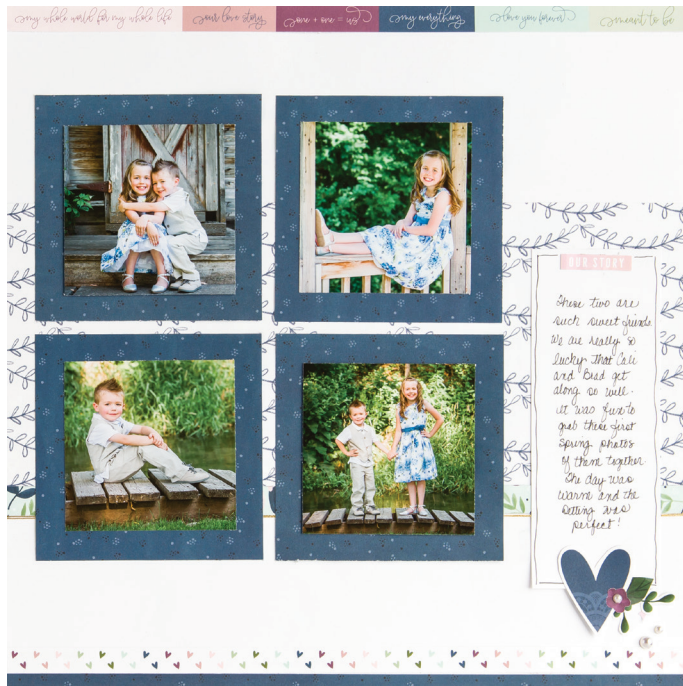 my whole world for my whole life
our love story
one + one = us
my everything
love you forever
meant to be
OUR STORY
These two are
such sweet friends
We are really so
lucky that Cali
and Brad get
along so well.
it was fun to
grab these first
Spring photos
of them together
The day was
warm and the
setting was
perfect!